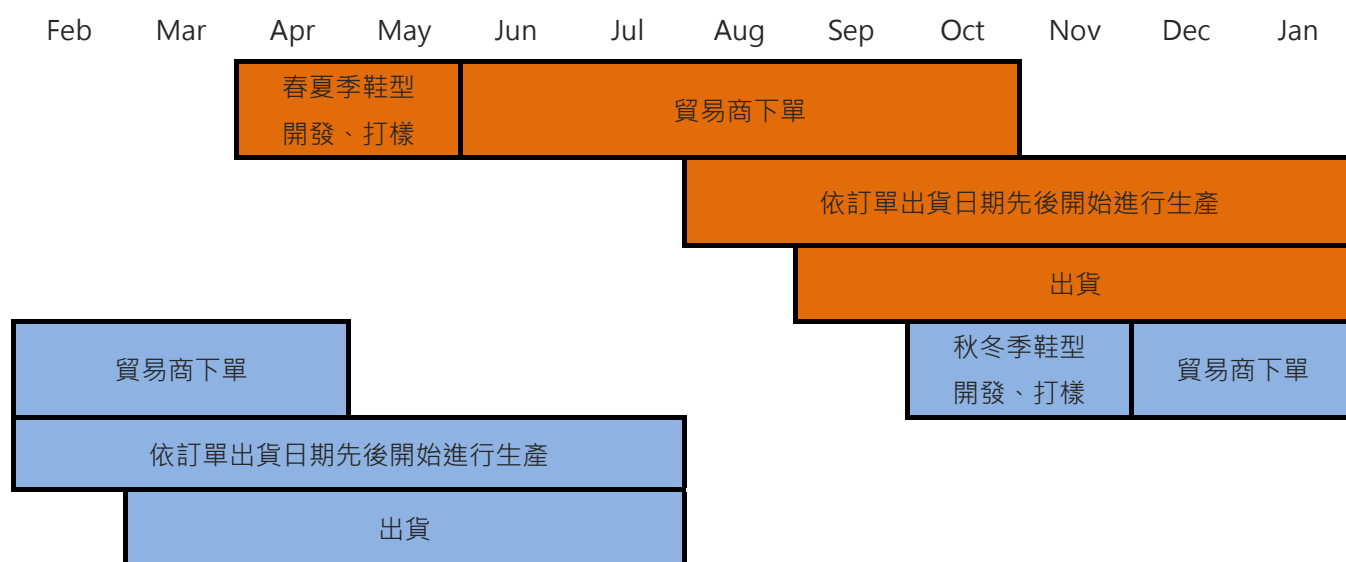 Feb Mar Apr May Jun Jul Aug Sep Oct Nov Dec Jan
春夏季鞋型
開發、打樣
貿易商下單
依訂單出貨日期先後開始進行生產
出貨
貿易商下單
秋冬季鞋型
開發、打樣
貿易商下單
依訂單出貨日期先後開始進行生產
出貨